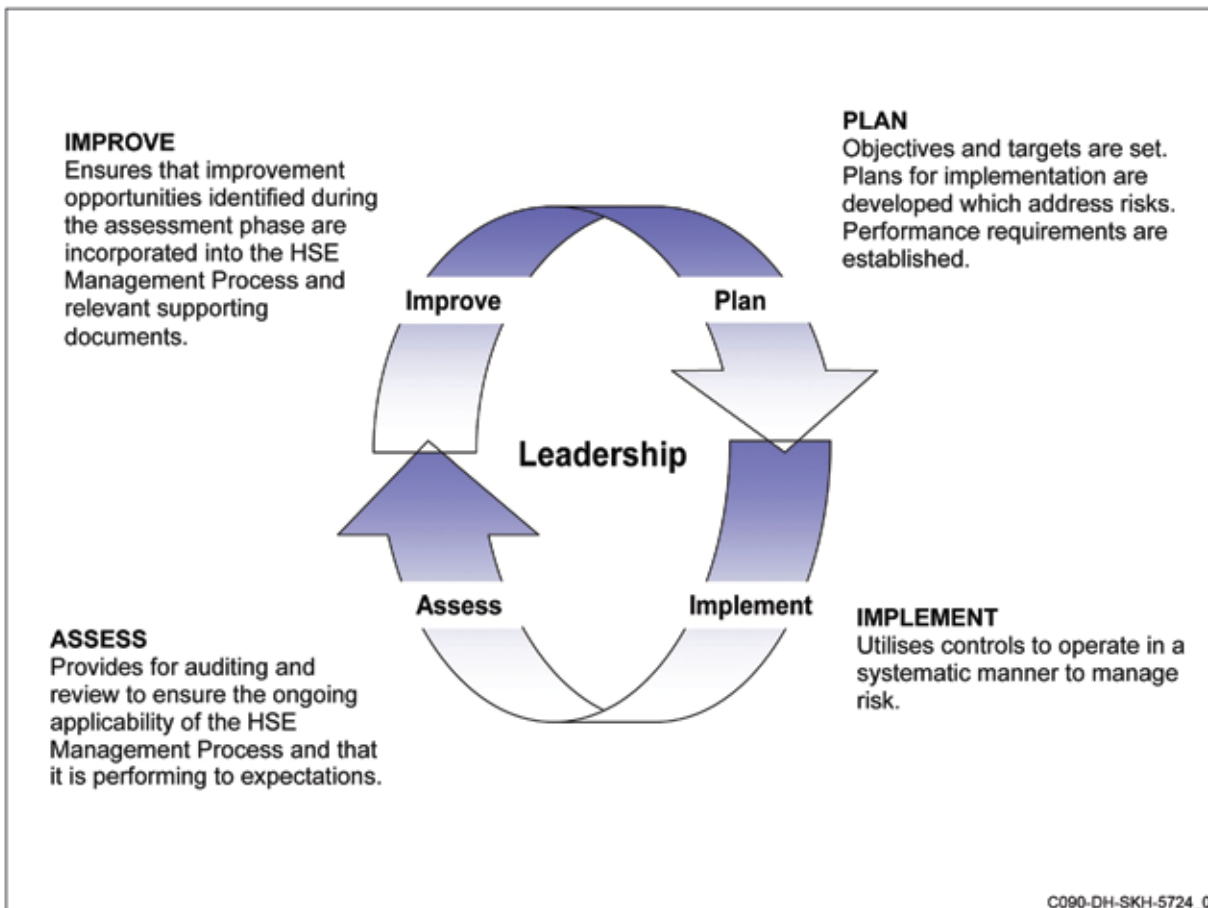 IMPROVE
Ensures that improvement
opportunities identified during
the assessment phase are
incorporated into the HSE
Management Process and
relevant supporting
documents.
PLAN
Objectives and targets are set.
Plans for implementation are
developed which address risks.
Performance requirements are
established.
Improve
Plan
Leadership
Assess
Implement
ASSESS
Provides for auditing and
review to ensure the ongoing
applicability of the HSE
Management Process and that
it is performing to expectations.
IMPLEMENT
Utilises controls to operate in a
systematic manner to manage
risk.
C090-DH-SKH-5724_0